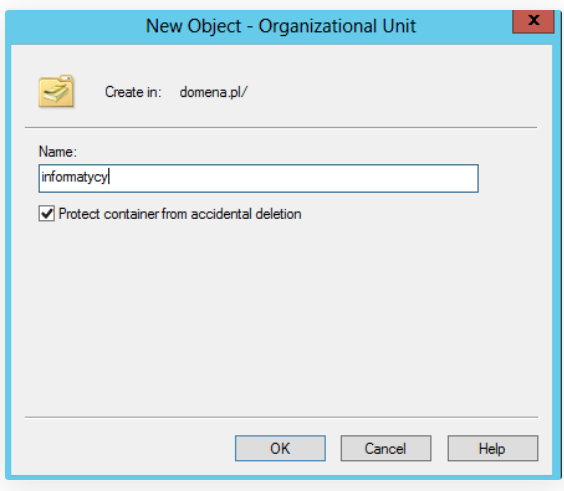 New Object - Organizational Unit
x
Create in: domena.pl/
Name:
informatycy
Protect container from accidental deletion
OK Cancel Help